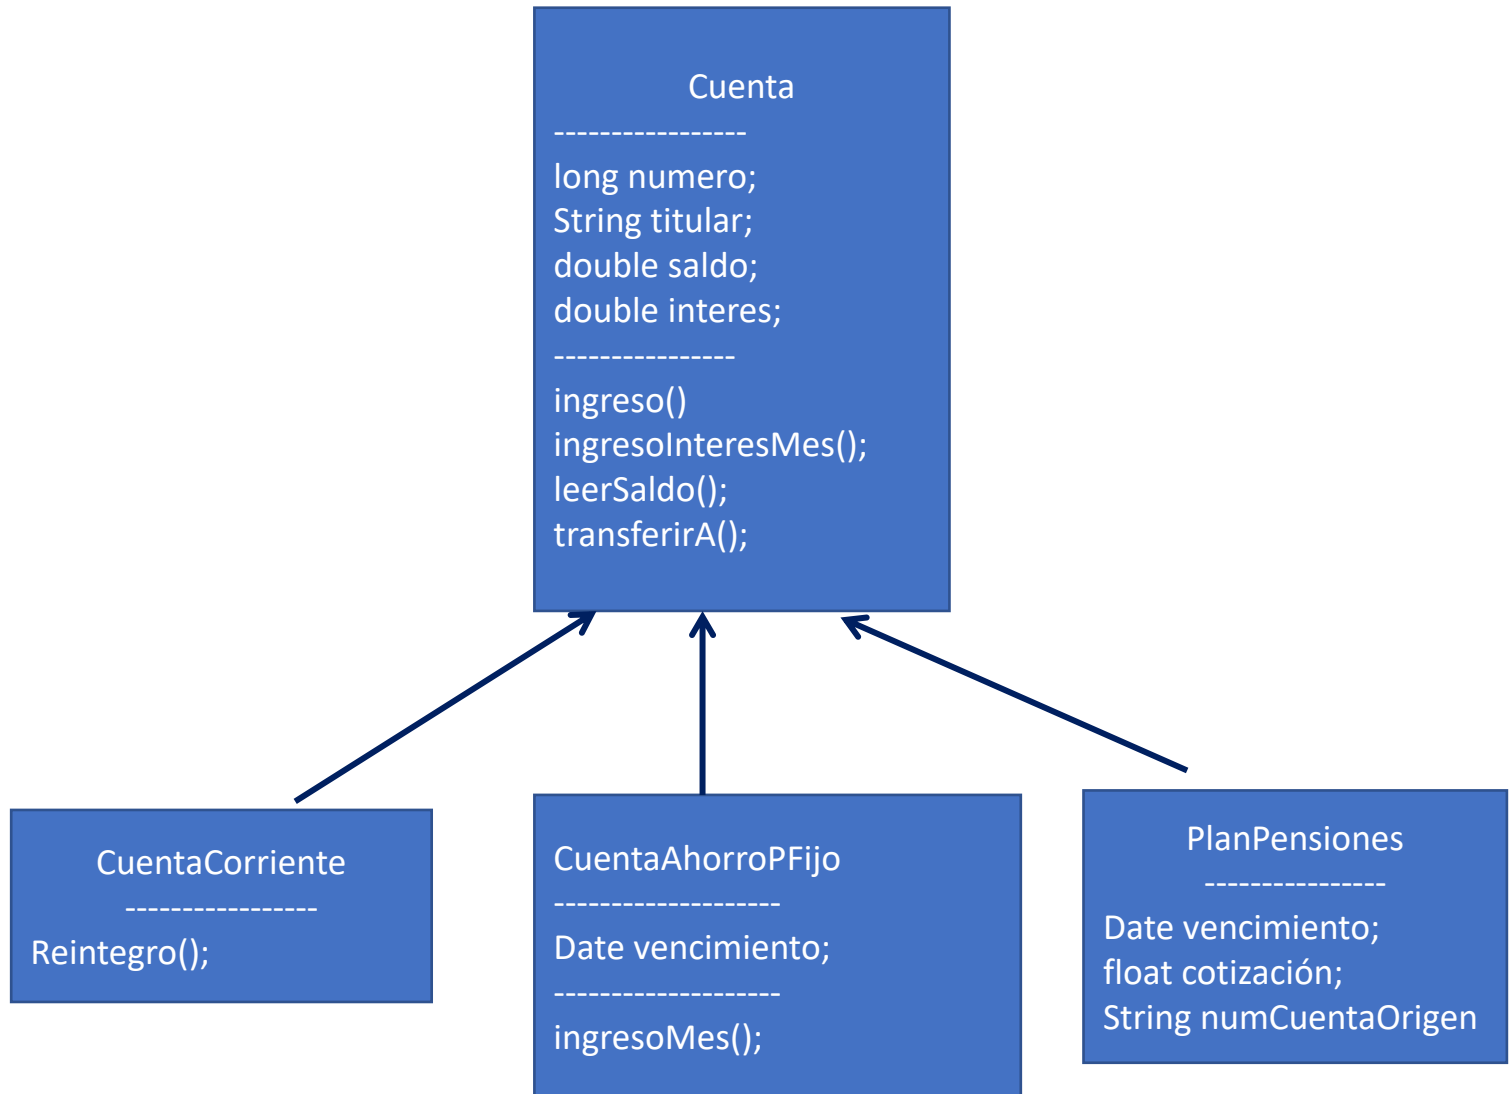 Cuenta
-----------------
long numero;
String titular;
double saldo;
double interes;
----------------
ingreso()
ingresoInteresMes();
leerSaldo();
transferirA();
CuentaCorriente
-----------------
Reintegro();
CuentaAhorroPFijo
--------------------
Date vencimiento;
--------------------
ingresoMes();
PlanPensiones
----------------
Date vencimiento;
float cotización;
String numCuentaOrigen